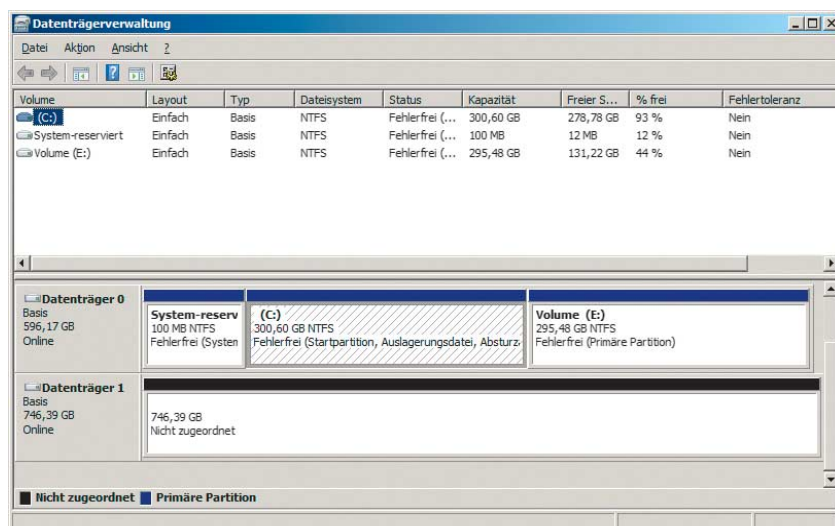 Datenträgerverwaltung
Datei Aktion Ansicht ?
Volume Layout Typ Dateisystem Status Kapazität Freier S... % frei Fehlertoleranz
(C:) Einfach Basis NTFS Fehlerfrei (... 300,60 GB 278,78 GB 93 % Nein
System-reserviert Einfach Basis NTFS Fehlerfrei (... 100 MB 12 MB 12 % Nein
Volume (E:) Einfach Basis NTFS Fehlerfrei (... 295,48 GB 131,22 GB 44 % Nein
Datenträger 0
Basis
596,17 GB
Online
System-reserv
100 MB NTFS
Fehlerfrei (System
(C:)
300,60 GB NTFS
Fehlerfrei (Startpartition, Auslagerungsdatei, Absturz
Volume (E:)
295,48 GB NTFS
Fehlerfrei (Primäre Partition)
Datenträger 1
Basis
746,39 GB
Online
746,39 GB
Nicht zugeordnet
Nicht zugeordnet Primäre Partition